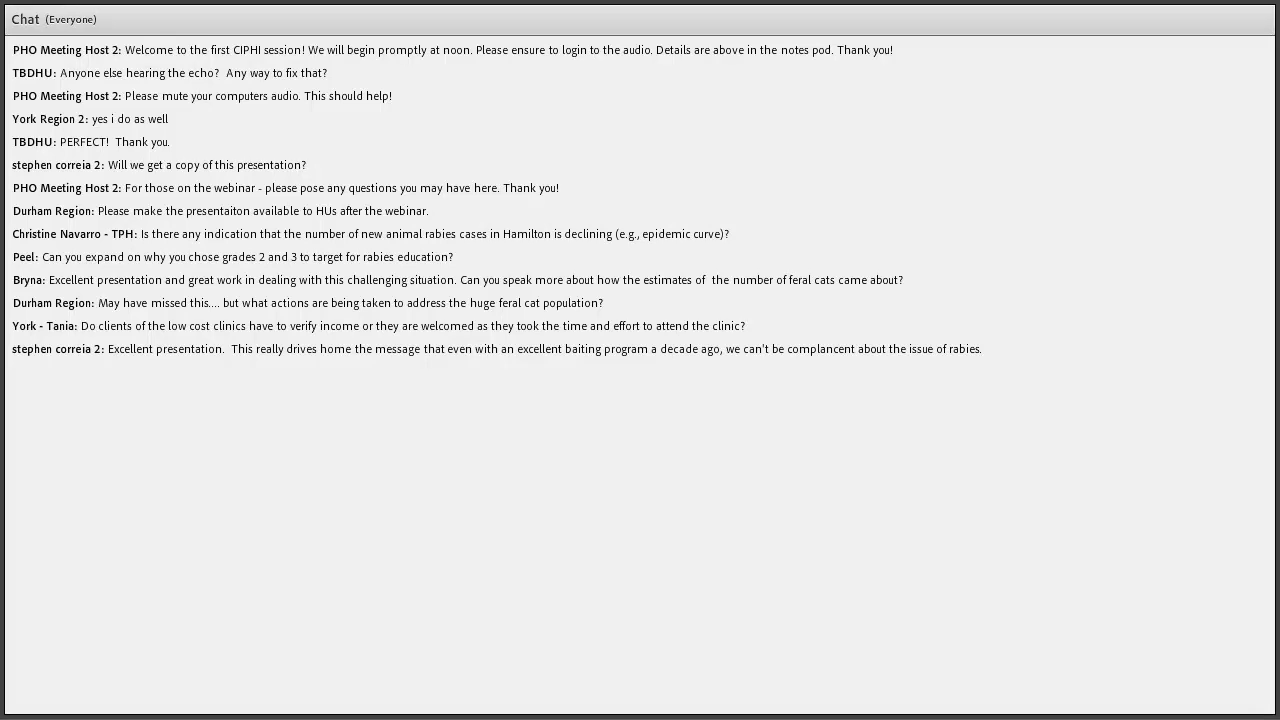 Chat (Everyone)
PHO Meeting Host 2: Welcome to the first CIPHI session! We will begin promptly at noon. Please ensure to login to the audio. Details are above in the notes pod. Thank you!
TBDHU: Anyone else hearing the echo?  Any way to fix that?
PHO Meeting Host 2: Please mute your computers audio. This should help!
York Region 2: yes i do as well
TBDHU: PERFECT!  Thank you.
stephen correia 2: Will we get a copy of this presentation?
PHO Meeting Host 2: For those on the webinar - please pose any questions you may have here. Thank you!
Durham Region: Please make the presentaiton available to HUs after the webinar.
Christine Navarro - TPH: Is there any indication that the number of new animal rabies cases in Hamilton is declining (e.g., epidemic curve)?
Peel: Can you expand on why you chose grades 2 and 3 to target for rabies education?
Bryna: Excellent presentation and great work in dealing with this challenging situation. Can you speak more about how the estimates of  the number of feral cats came about?
Durham Region: May have missed this.... but what actions are being taken to address the huge feral cat population?
York - Tania: Do clients of the low cost clinics have to verify income or they are welcomed as they took the time and effort to attend the clinic?
stephen correia 2: Excellent presentation.  This really drives home the message that even with an excellent baiting program a decade ago, we can't be complancent about the issue of rabies.